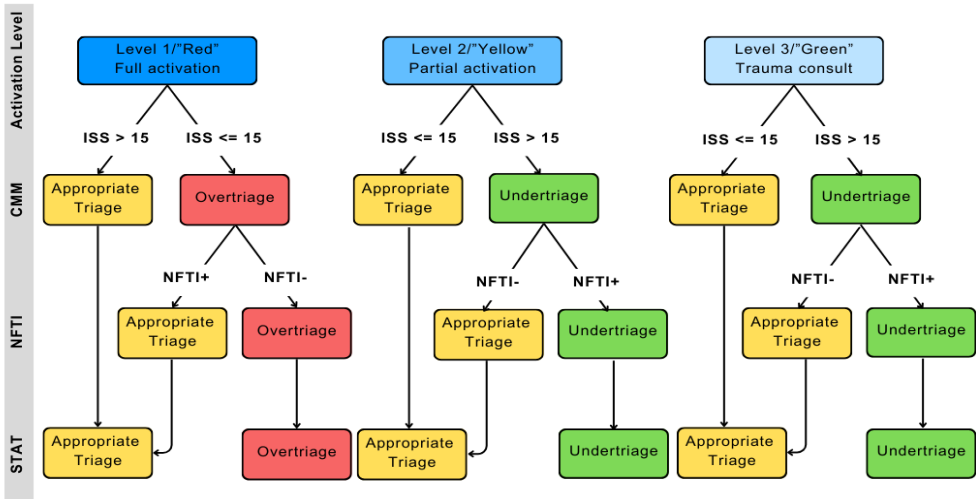 Activation Level
Level 1/"Red"
Full activation
Level 2/"Yellow"
Partial activation
Level 3/"Green"
Trauma consult
ISS > 15
ISS <= 15
ISS <= 15
ISS > 15
ISS <= 15
ISS > 15
CMM
Appropriate
Triage
Overtriage
Appropriate
Triage
Undertriage
Appropriate
Triage
Undertriage
NFTI+
NFTI-
NFTI-
NFTI+
NFTI-
NFTI+
NFTI
Appropriate
Triage
Overtriage
Appropriate
Triage
Undertriage
Appropriate
Triage
Undertriage
STAT
Appropriate
Triage
Overtriage
Appropriate
Triage
Undertriage
Appropriate
Triage
Undertriage